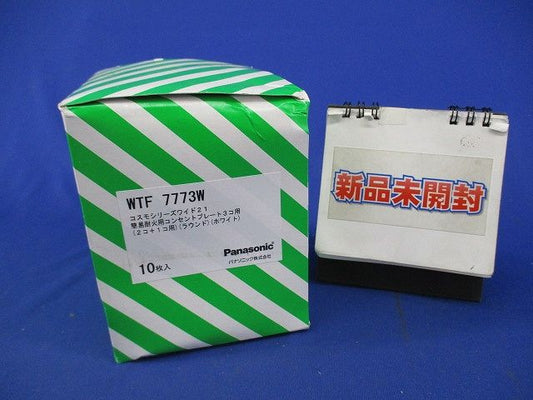 WTF 7773W
コスモシリーズワイド21
簡易耐火用コンセントプレート3コ用
(2コ+1コ用)(ラウンド)(ホワイト)
Panasonic
パナソニック株式会社
10枚入
新品未開封